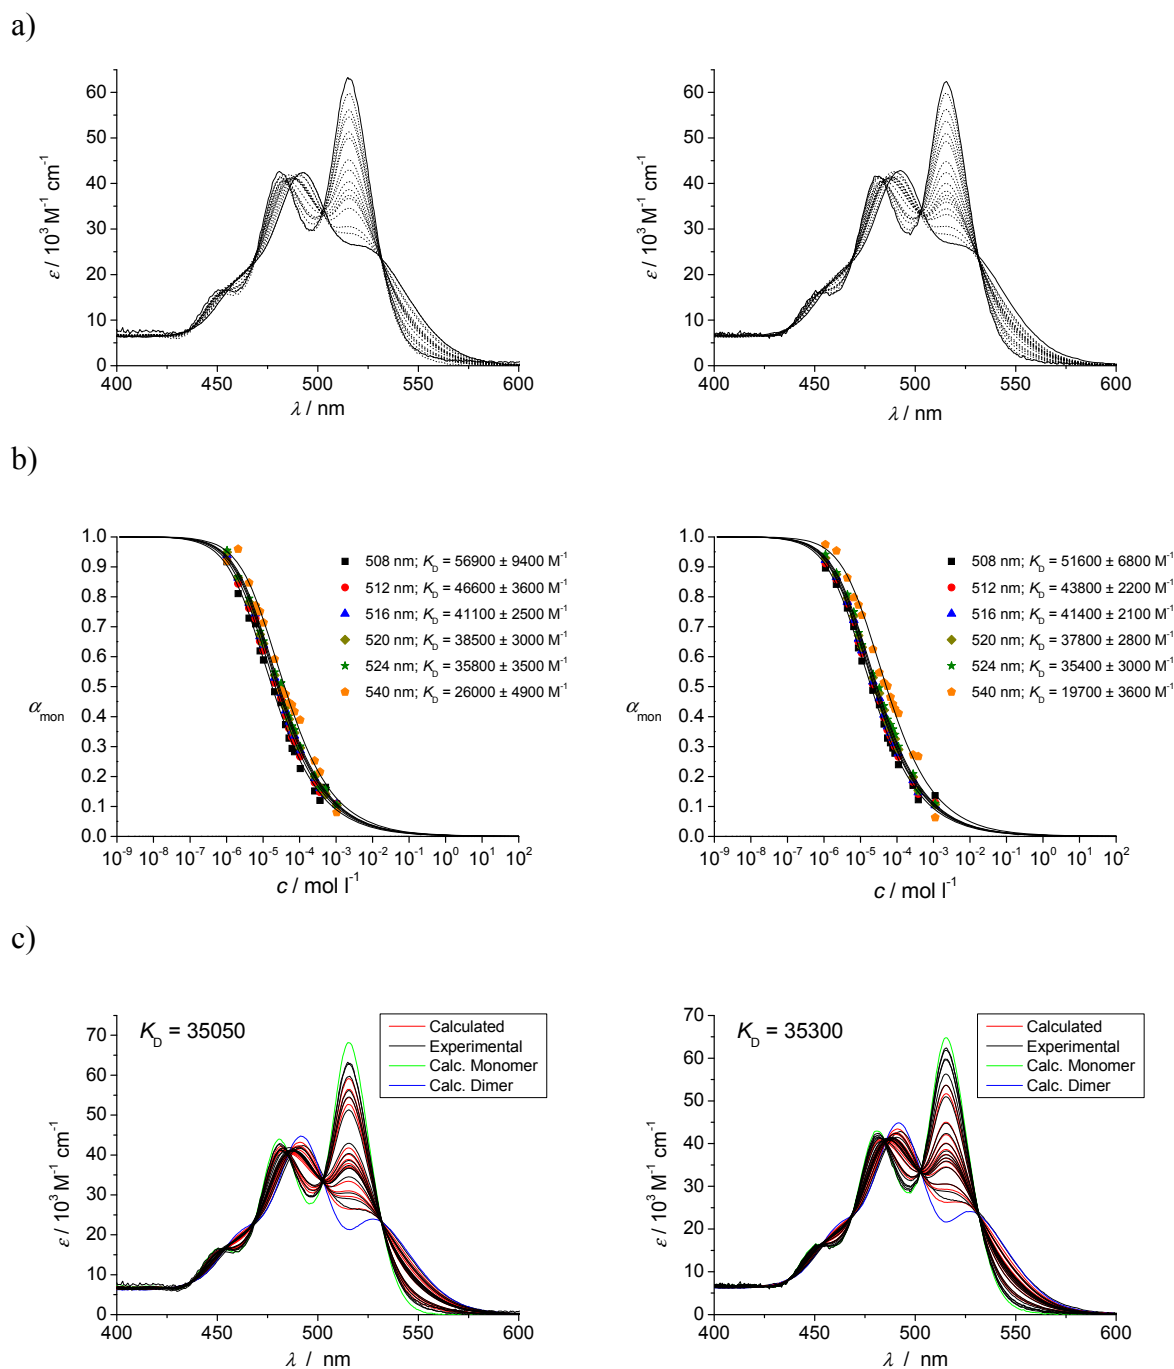 a)
60
50
40
30
20
10
0
ε / 10³ M⁻¹ cm⁻¹
400 450 500 550 600
λ / nm
60
50
40
30
20
10
0
ε / 10³ M⁻¹ cm⁻¹
400 450 500 550 600
λ / nm
b)
1.0
0.9
0.8
0.7
0.6
0.5
0.4
0.3
0.2
0.1
0.0
α_mon
508 nm; K_D = 56900 ± 9400 M⁻¹
512 nm; K_D = 46600 ± 3600 M⁻¹
516 nm; K_D = 41100 ± 2500 M⁻¹
520 nm; K_D = 38500 ± 3000 M⁻¹
524 nm; K_D = 35800 ± 3500 M⁻¹
540 nm; K_D = 26000 ± 4900 M⁻¹
10⁻⁹ 10⁻⁸ 10⁻⁷ 10⁻⁶ 10⁻⁵ 10⁻⁴ 10⁻³ 10⁻² 10⁻¹ 10⁰ 10¹ 10²
c / mol l⁻¹
1.0
0.9
0.8
0.7
0.6
0.5
0.4
0.3
0.2
0.1
0.0
α_mon
508 nm; K_D = 51600 ± 6800 M⁻¹
512 nm; K_D = 43800 ± 2200 M⁻¹
516 nm; K_D = 41400 ± 2100 M⁻¹
520 nm; K_D = 37800 ± 2800 M⁻¹
524 nm; K_D = 35400 ± 3000 M⁻¹
540 nm; K_D = 19700 ± 3600 M⁻¹
10⁻⁹ 10⁻⁸ 10⁻⁷ 10⁻⁶ 10⁻⁵ 10⁻⁴ 10⁻³ 10⁻² 10⁻¹ 10⁰ 10¹ 10²
c / mol l⁻¹
c)
75
70
60
50
40
30
20
10
0
ε / 10³ M⁻¹ cm⁻¹
K_D = 35050
Calculated
Experimental
Calc. Monomer
Calc. Dimer
400 450 500 550 600
λ / nm
70
60
50
40
30
20
10
0
ε / 10³ M⁻¹ cm⁻¹
K_D = 35300
Calculated
Experimental
Calc. Monomer
Calc. Dimer
400 450 500 550 600
λ / nm